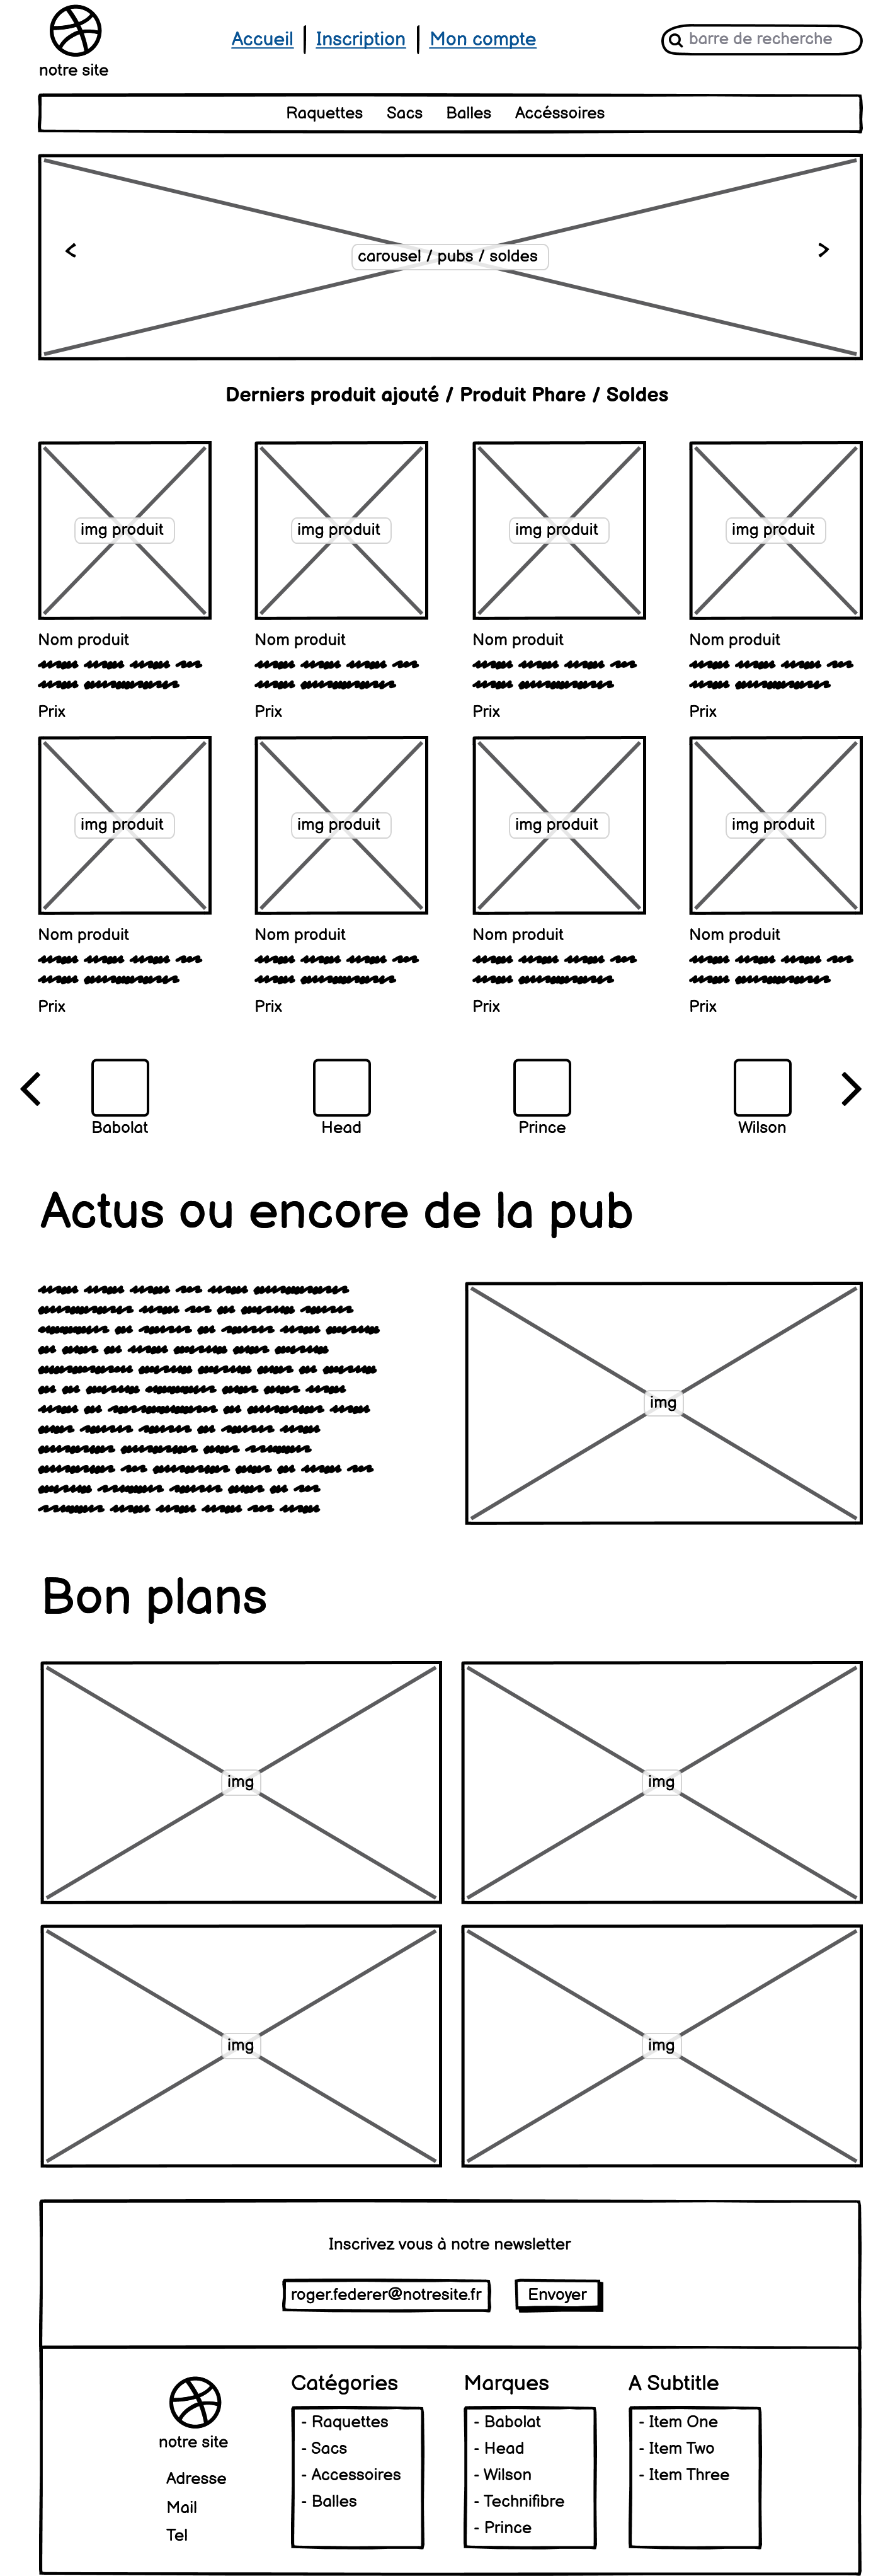 notre site
Accueil | Inscription | Mon compte
barre de recherche
Raquettes Sacs Balles Accéssoires
< carousel / pubs / soldes >
Derniers produit ajouté / Produit Phare / Soldes
img produit img produit img produit img produit
Nom produit Nom produit Nom produit Nom produit
Prix Prix Prix Prix
img produit img produit img produit img produit
Nom produit Nom produit Nom produit Nom produit
Prix Prix Prix Prix
Babolat Head Prince Wilson
Actus ou encore de la pub
img
Bon plans
img img
img img
Inscrivez vous à notre newsletter
roger.federer@notresite.fr Envoyer
notre site
Adresse
Mail
Tel
Catégories
- Raquettes
- Sacs
- Accessoires
- Balles
Marques
- Babolat
- Head
- Wilson
- Technifibre
- Prince
A Subtitle
- Item One
- Item Two
- Item Three